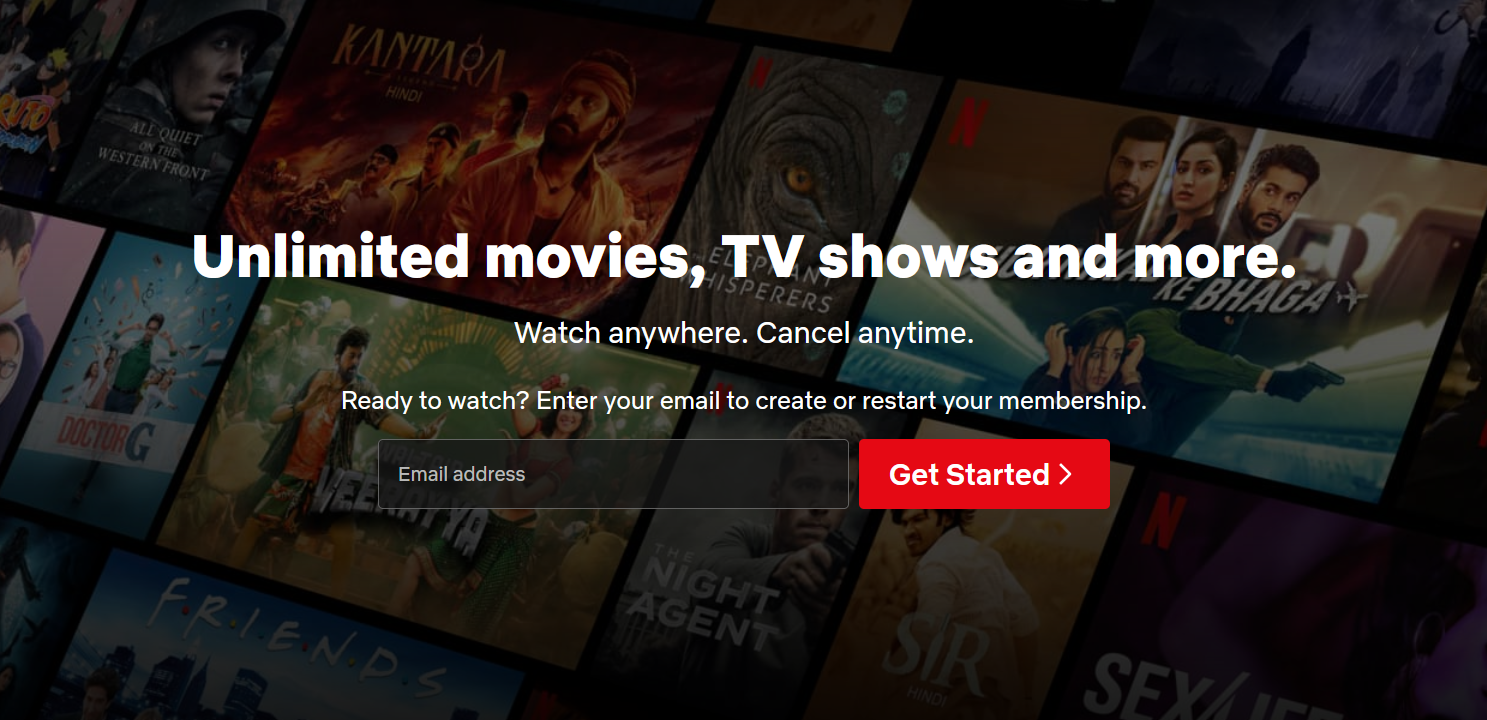 KANTARA
HINDI
N
ALL QUIET
ON THE
WESTERN FRONT
N
Unlimited movies, TV shows and more.
ELEPHANT
WHISPERERS
KE BHAGA
Watch anywhere. Cancel anytime.
Ready to watch? Enter your email to create or restart your membership.
DOCTOR G
Email address
Get Started >
VEERAYYA
N
THE
NIGHT
AGENT
F.R.I.E.N.D.S
SIR
HINDI
SEX/LIFE